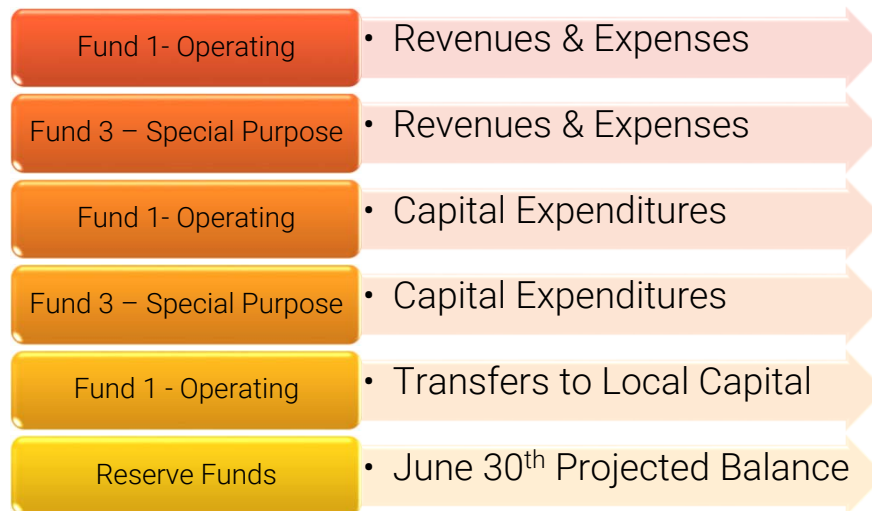 Fund 1- Operating
• Revenues & Expenses
Fund 3 – Special Purpose
• Revenues & Expenses
Fund 1- Operating
• Capital Expenditures
Fund 3 – Special Purpose
• Capital Expenditures
Fund 1 - Operating
• Transfers to Local Capital
Reserve Funds
• June 30th Projected Balance